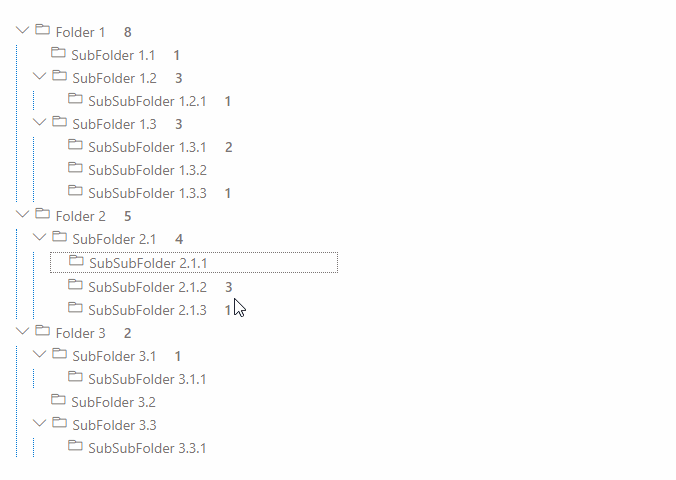 Folder 1 8
SubFolder 1.1 1
SubFolder 1.2 3
SubSubFolder 1.2.1 1
SubFolder 1.3 3
SubSubFolder 1.3.1 2
SubSubFolder 1.3.2
SubSubFolder 1.3.3 1
Folder 2 5
SubFolder 2.1 4
SubSubFolder 2.1.1
SubSubFolder 2.1.2 3
SubSubFolder 2.1.3 1
Folder 3 2
SubFolder 3.1 1
SubSubFolder 3.1.1
SubFolder 3.2
SubFolder 3.3
SubSubFolder 3.3.1